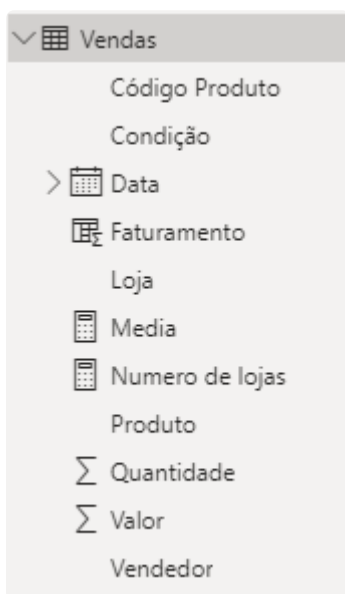 Vendas
Código Produto
Condição
Data
Faturamento
Loja
Media
Numero de lojas
Produto
Quantidade
Valor
Vendedor